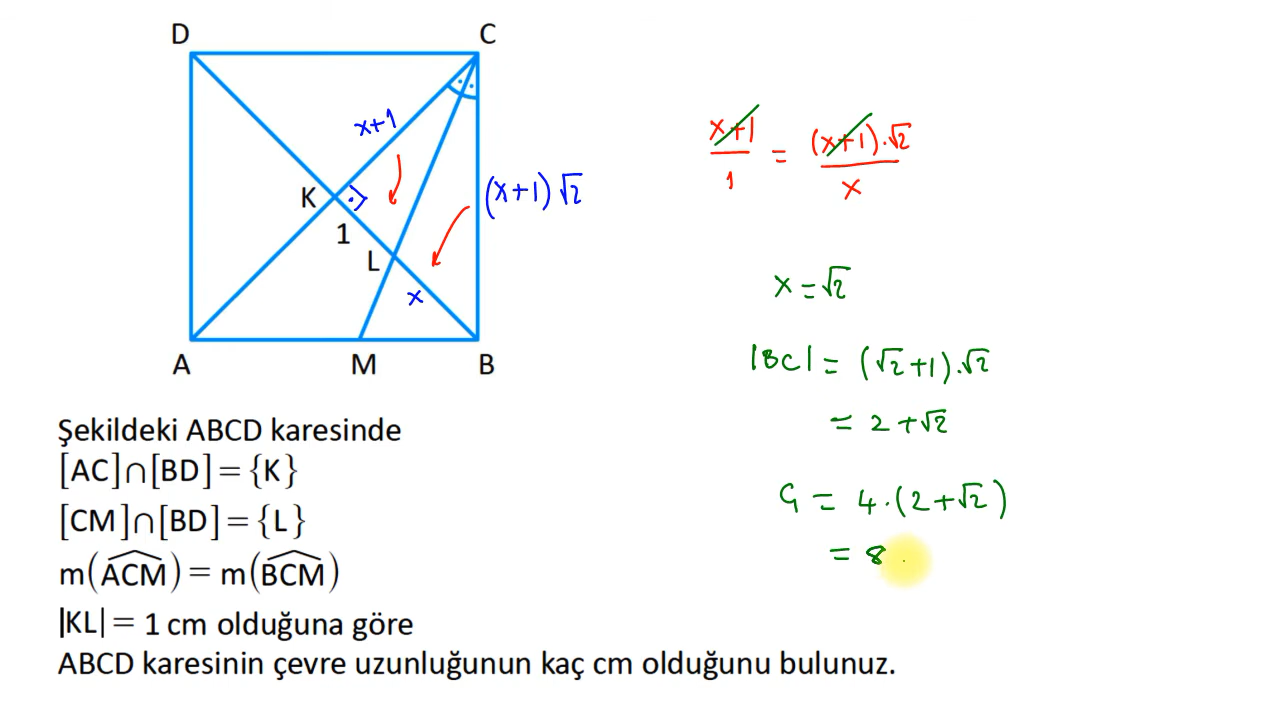 D C
x+1
K
(x+1)√2
1
L
x
A M B
Şekildeki ABCD karesinde
[AC]∩[BD]={K}
[CM]∩[BD]={L}
m(ACM)=m(BCM)
|KL|= 1 cm olduğuna göre
ABCD karesinin çevre uzunluğunun kaç cm olduğunu bulunuz.
x+1/1 = (x+1).√2/x
x=√2
|BC| = (√2+1).√2
= 2+√2
Ç = 4.(2+√2)
= 8